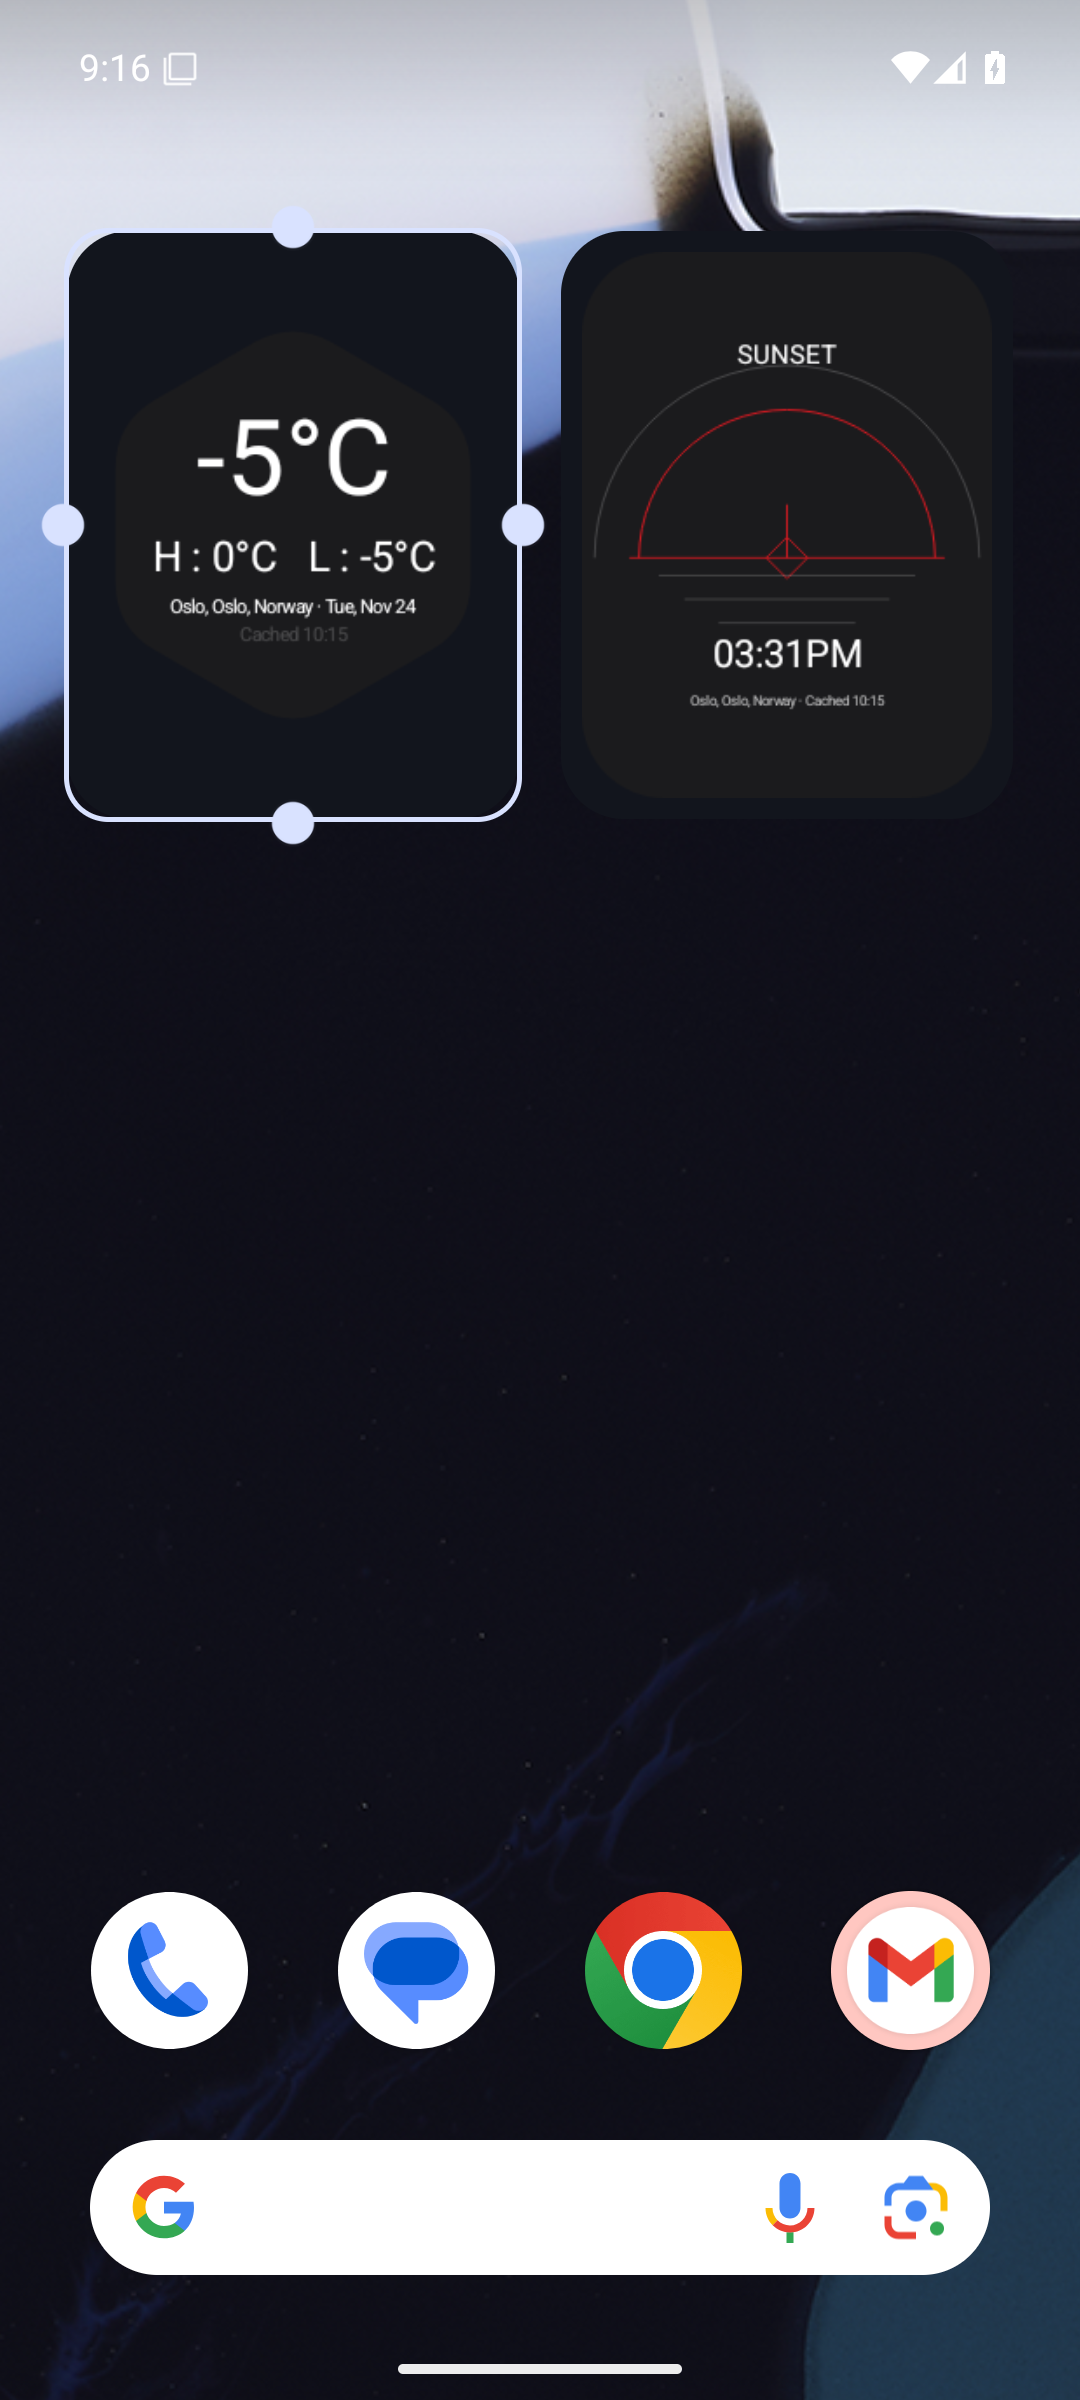 9:16
-5°C
H : 0°C L : -5°C
Oslo, Oslo, Norway · Tue, Nov 24
Cached 10:15
SUNSET
03:31PM
Oslo, Oslo, Norway · Cached 10:15